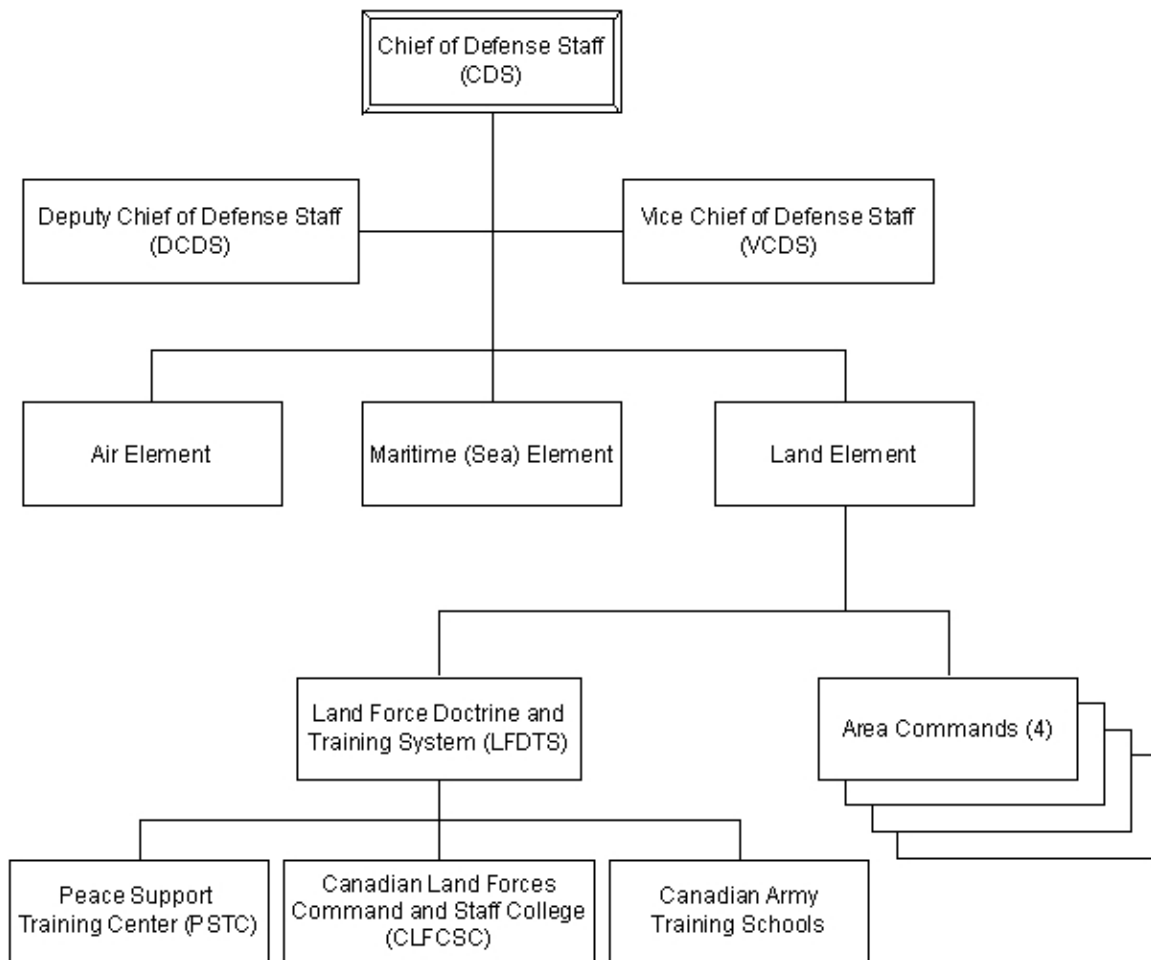 Chief of Defense Staff
(CDS)
Deputy Chief of Defense Staff
(DCDS)
Vice Chief of Defense Staff
(VCDS)
Air Element
Maritime (Sea) Element
Land Element
Land Force Doctrine and
Training System (LFDTS)
Area Commands (4)
Peace Support
Training Center (PSTC)
Canadian Land Forces
Command and Staff College
(CLFCSC)
Canadian Army
Training Schools